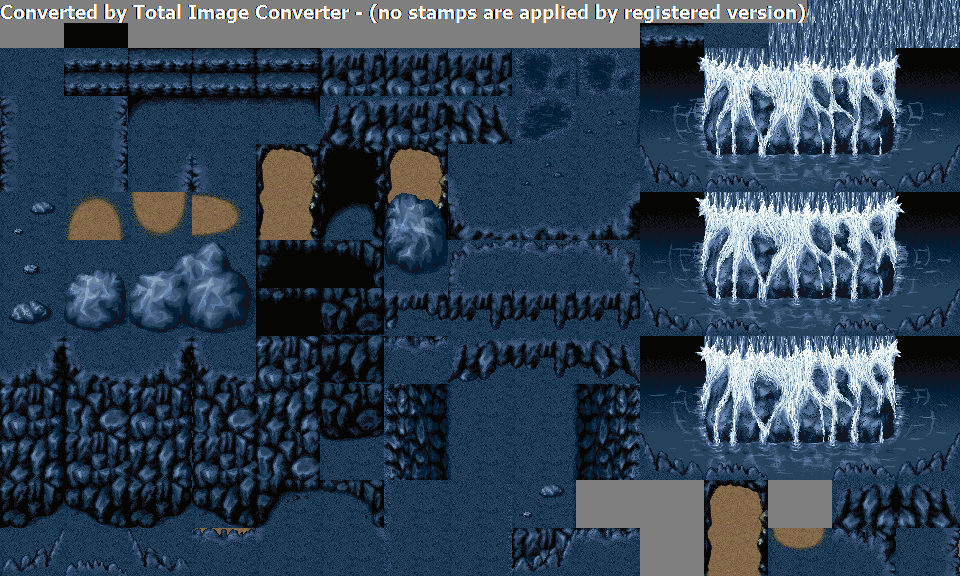 Converted by Total Image Converter - (no stamps are applied by registered version)